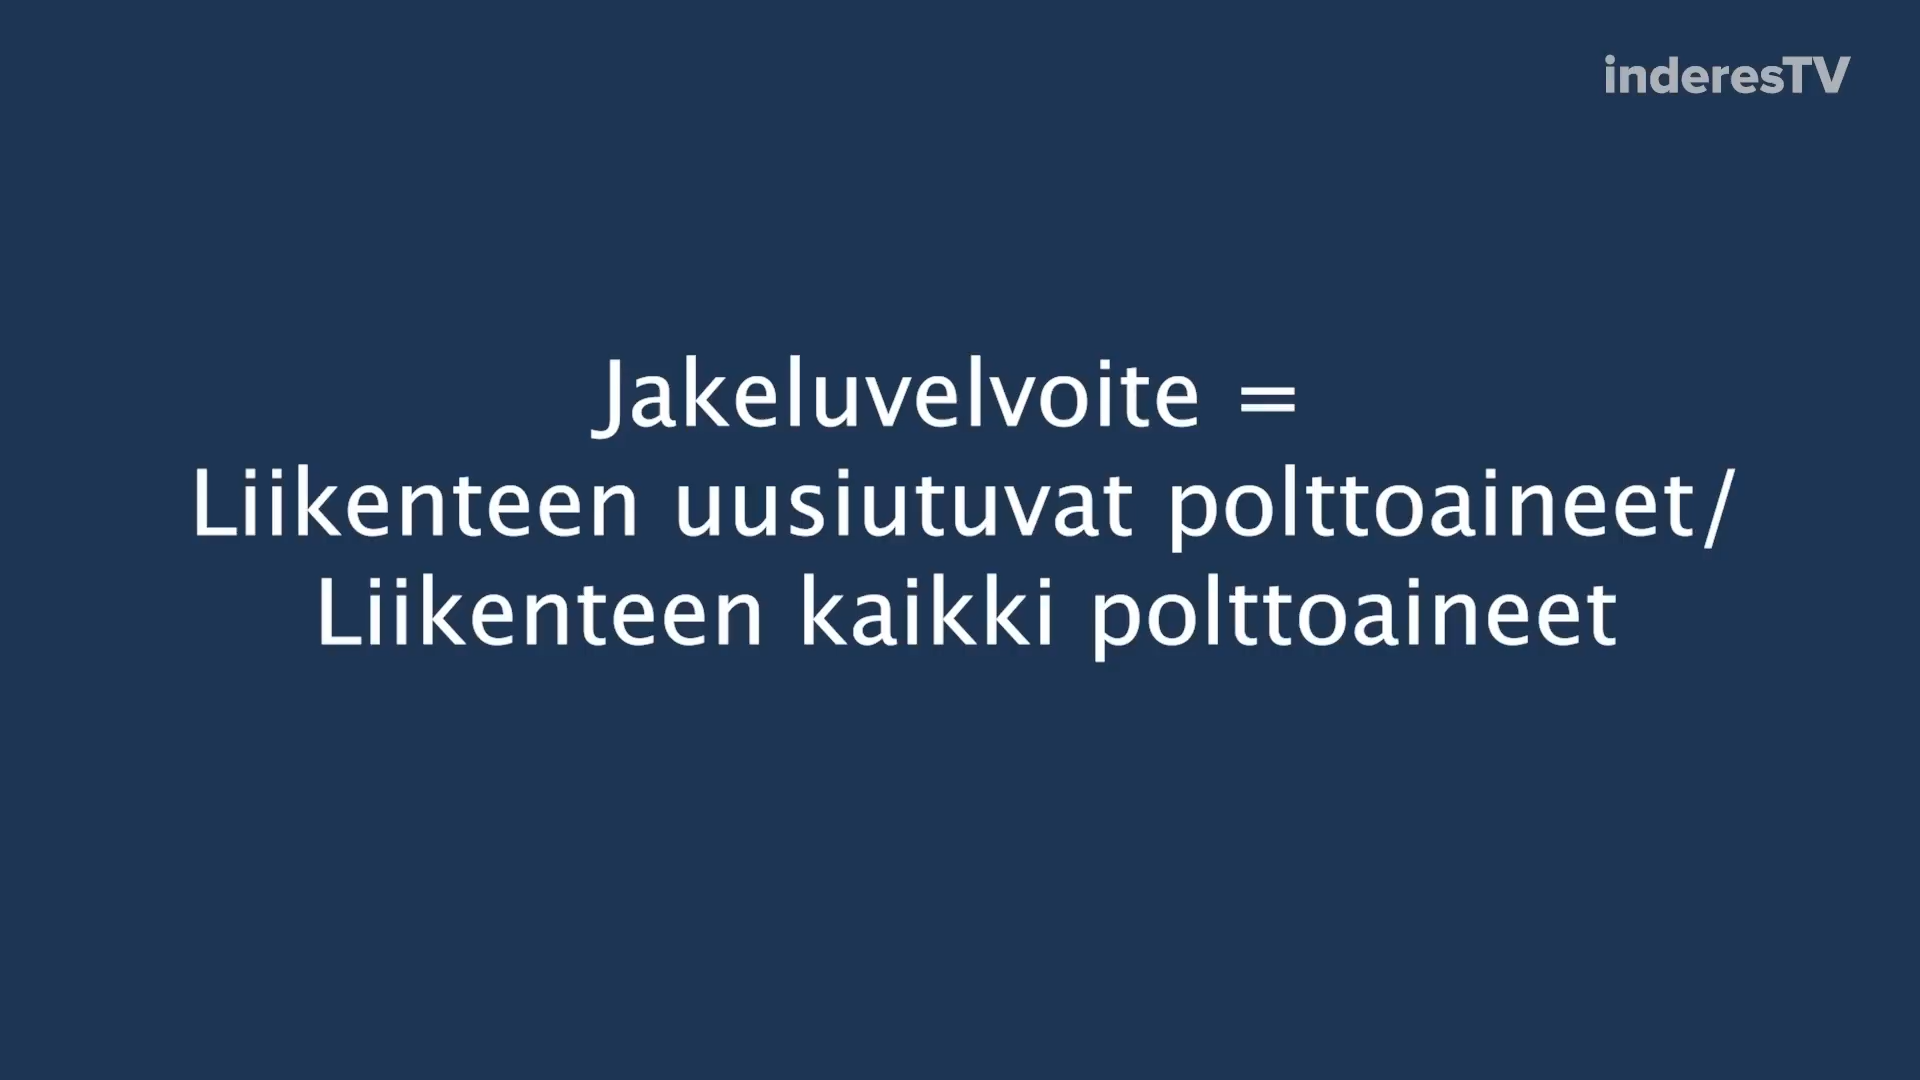 inderesTV
Jakeluvelvoite =
Liikenteen uusiutuvat polttoaineet/
Liikenteen kaikki polttoaineet